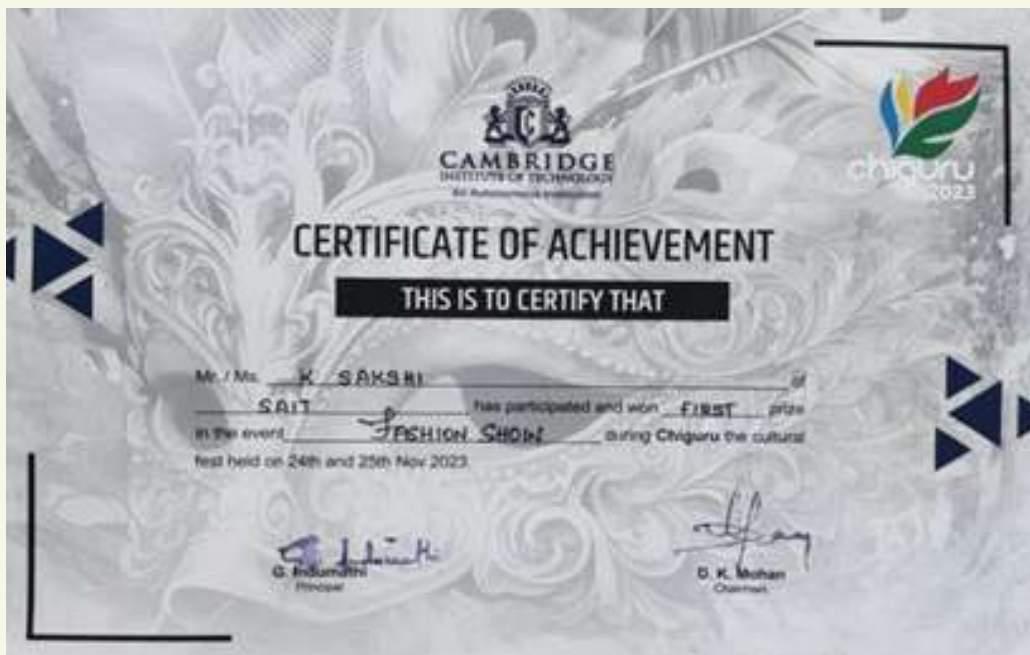 CAMBRIDGE
INSTITUTE OF TECHNOLOGY
chiguru
2023
CERTIFICATE OF ACHIEVEMENT
THIS IS TO CERTIFY THAT
Mr. / Ms. K SAKSHI of
SAIT has participated and won FIRST prize
in the event FASHION SHOW during Chiguru the cultural
fest held on 24th and 25th Nov 2023.
G. Indumathi
Principal
D. K. Mohan
Chairman